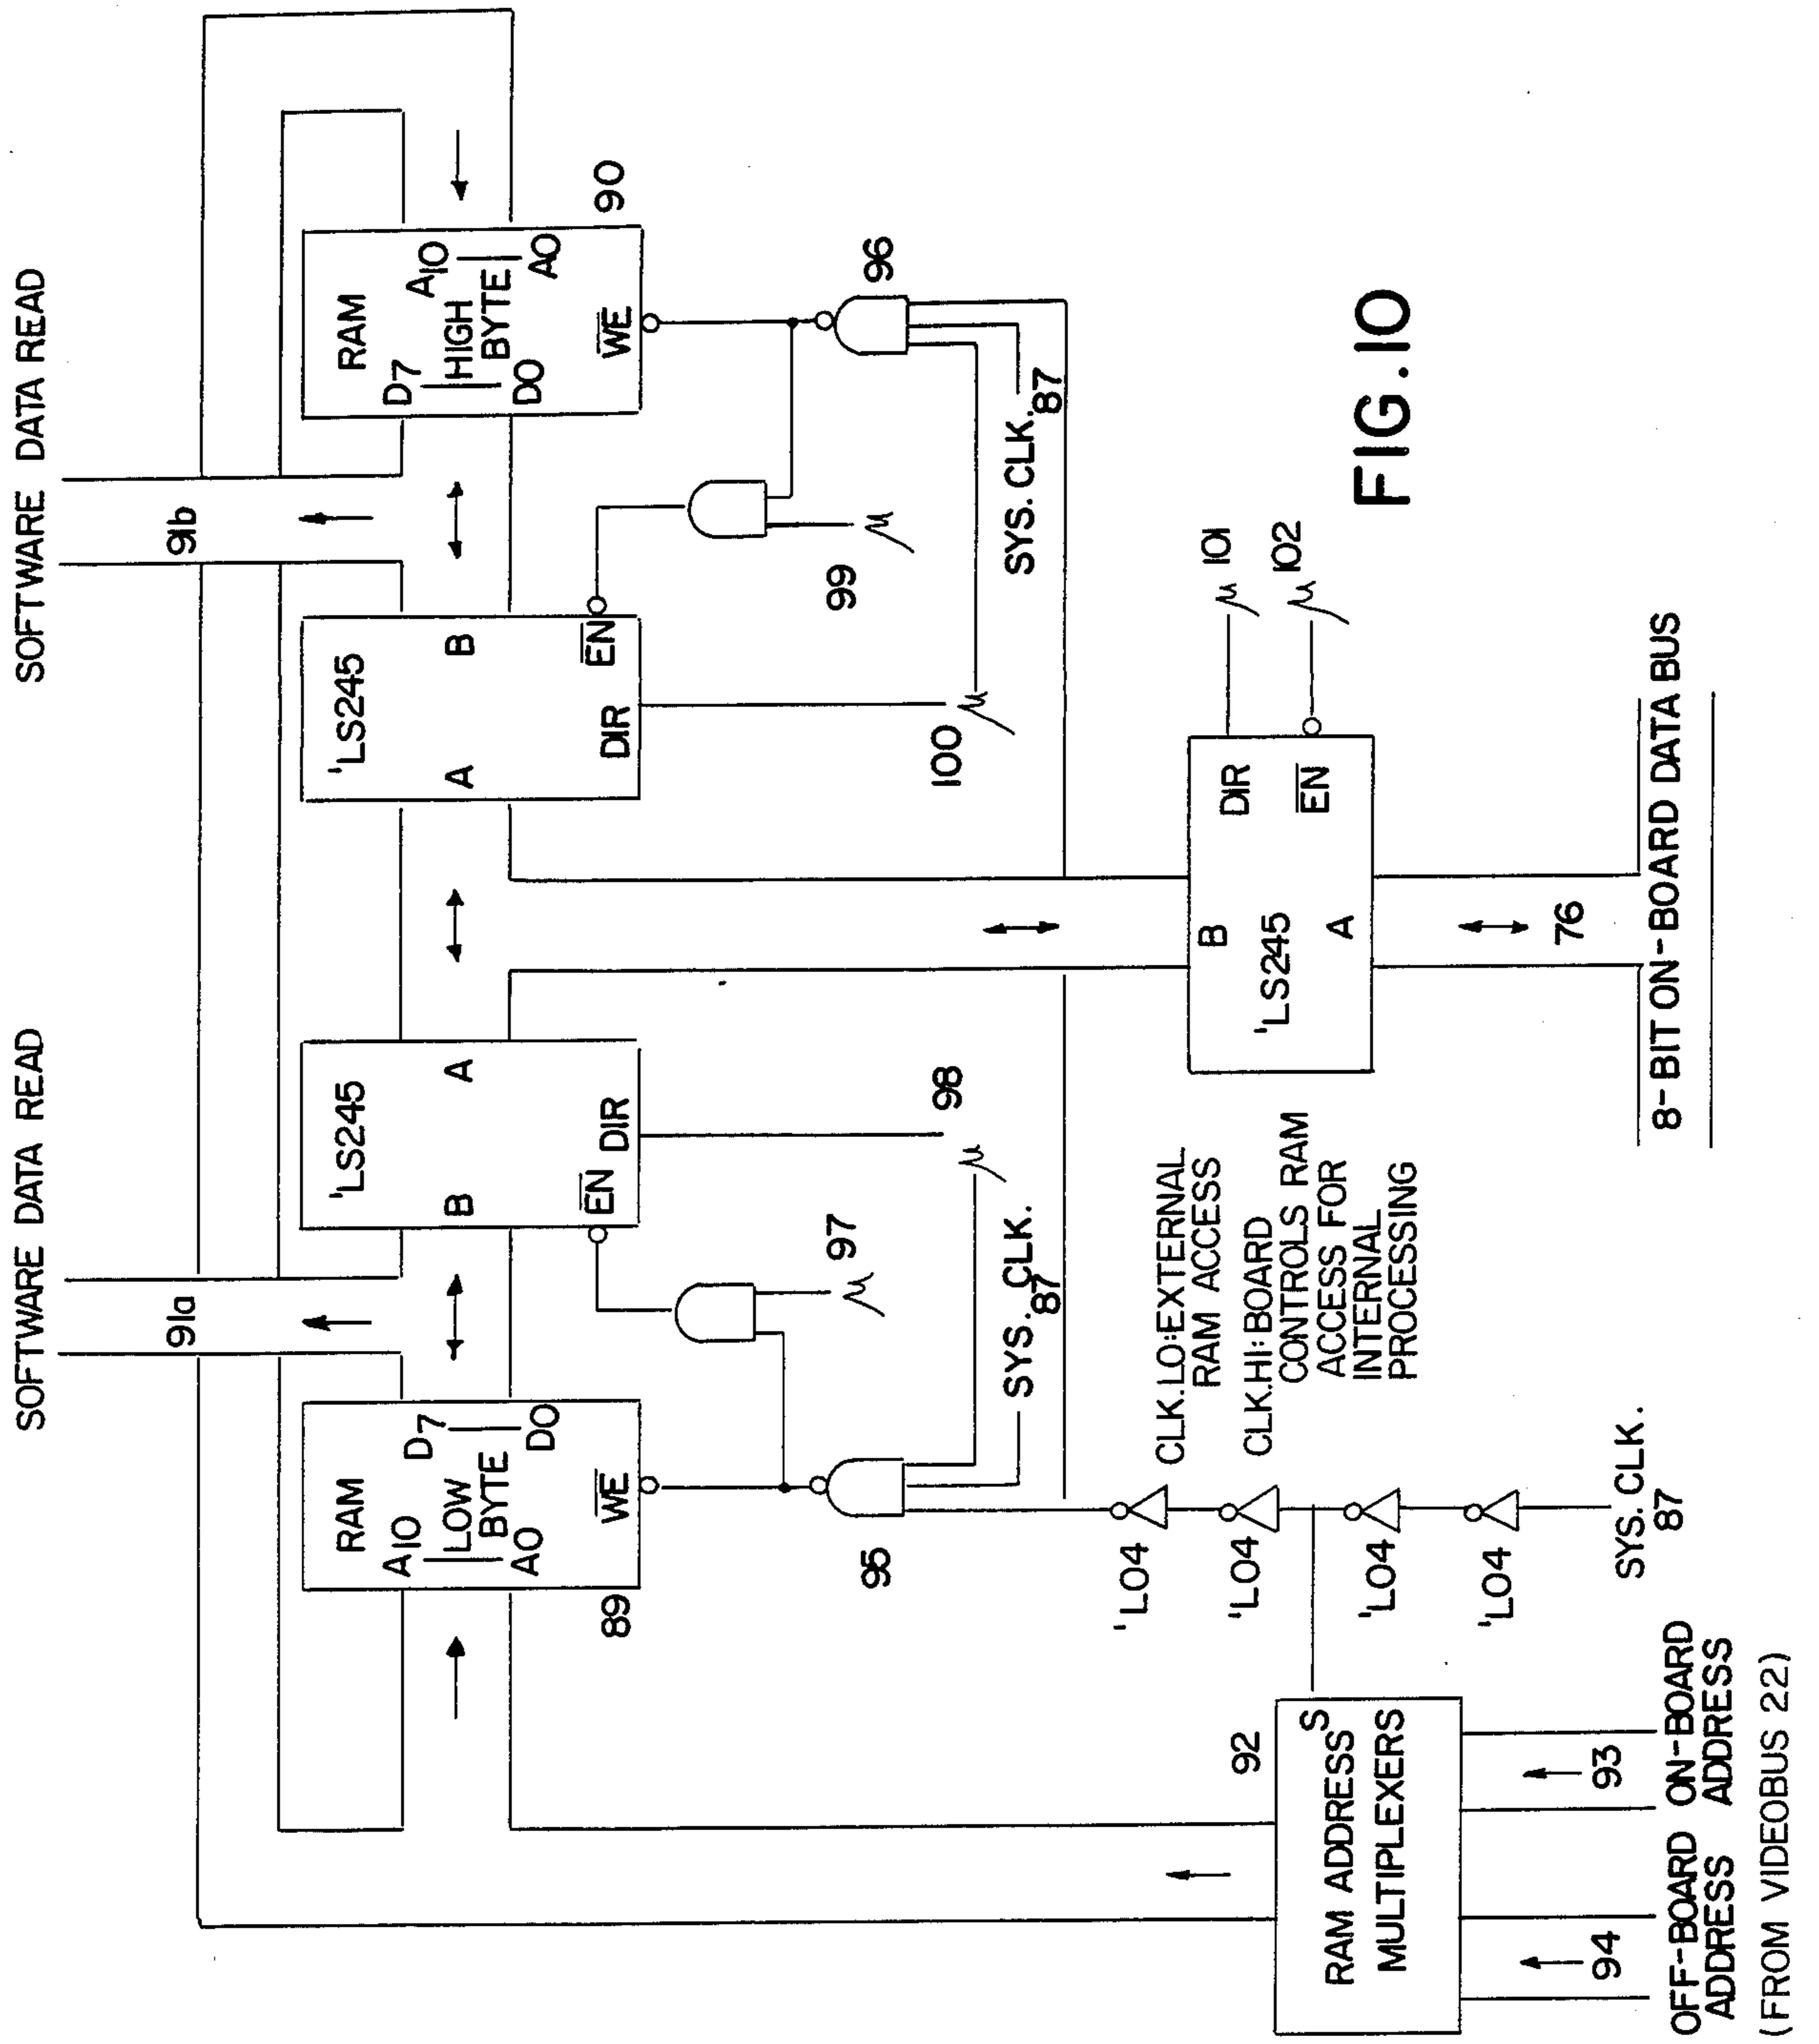 SOFTWARE DATA READ
SOFTWARE DATA READ
91a
91b
RAM
A10
D7
LOW
BYTE
A0
D0
WE
89
'LS245
B
A
EN
DIR
'LS245
A
B
DIR
EN
RAM
D7
A10
HIGH
BYTE
D0
A0
WE
90
97
99
95
98
100
96
SYS. CLK.
87
SYS. CLK.
87
'L04
'L04
'L04
'L04
SYS. CLK.
87
CLK.LO:EXTERNAL
RAM ACCESS
CLK.HI:BOARD
CONTROLS RAM
ACCESS FOR
INTERNAL
PROCESSING
B
DIR
'LS245
EN
A
101
102
76
8-BIT ON-BOARD DATA BUS
92
S
RAM ADDRESS
MULTIPLEXERS
94
93
OFF-BOARD
ADDRESS
ON-BOARD
ADDRESS
(FROM VIDEOBUS 22)
FIG.10